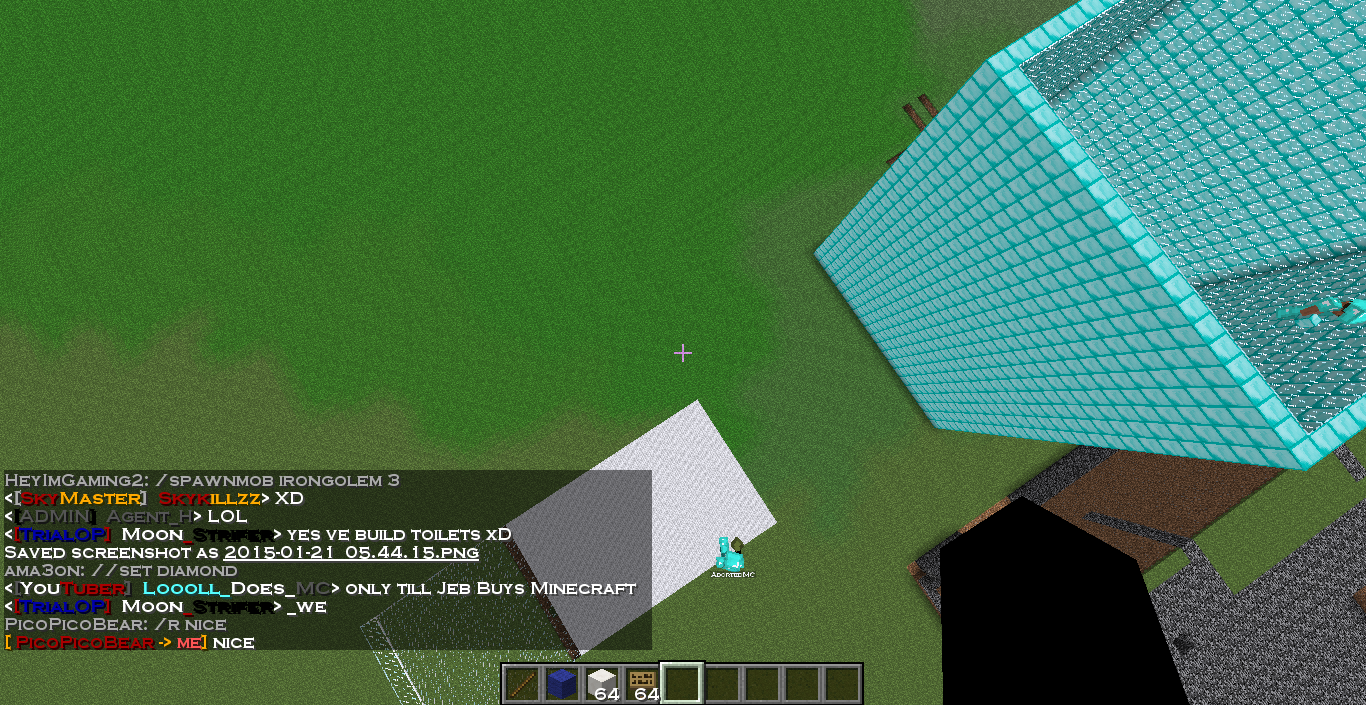 AdoptedMC
HeyImGaming2: /spawnmob irongolem 3
<[SkyMaster] Skykillzz> XD
<[ADMIN] Agent_H> LOL
<[TrialOP] Moon_Strifer> yes ve build toilets xD
Saved screenshot as 2015-01-21_05.44.15.png
ama3on: //set diamond
<[YouTuber] Loooll_Does_MC> only till Jeb Buys Minecraft
<[TrialOP] Moon_Strifer> _we
PicoPicoBear: /r nice
[ PicoPicoBear -> me] nice
64 64